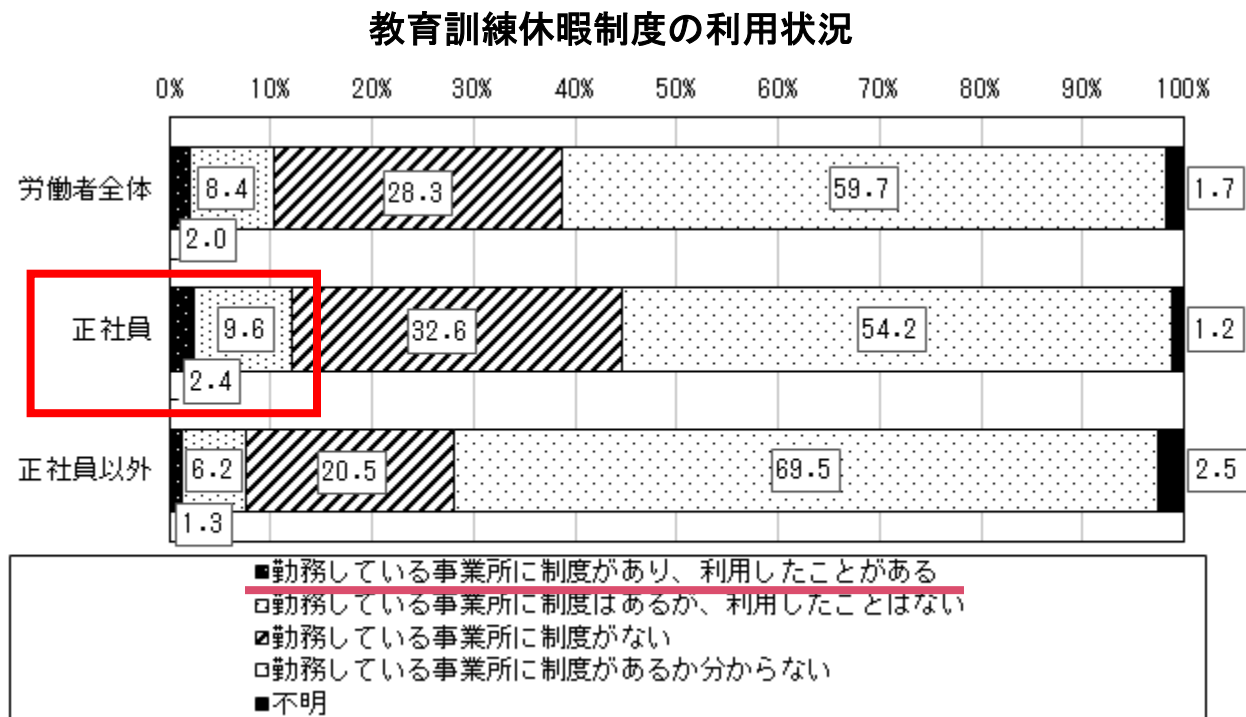 教育訓練休暇制度の利用状況
0% 10% 20% 30% 40% 50% 60% 70% 80% 90% 100%
労働者全体 8.4 28.3 59.7 1.7
2.0
正社員 9.6 32.6 54.2 1.2
2.4
正社員以外 6.2 20.5 69.5 2.5
1.3
■勤務している事業所に制度があり、利用したことがある
□勤務している事業所に制度はあるが、利用したことはない
▨勤務している事業所に制度がない
□勤務している事業所に制度があるか分からない
■不明